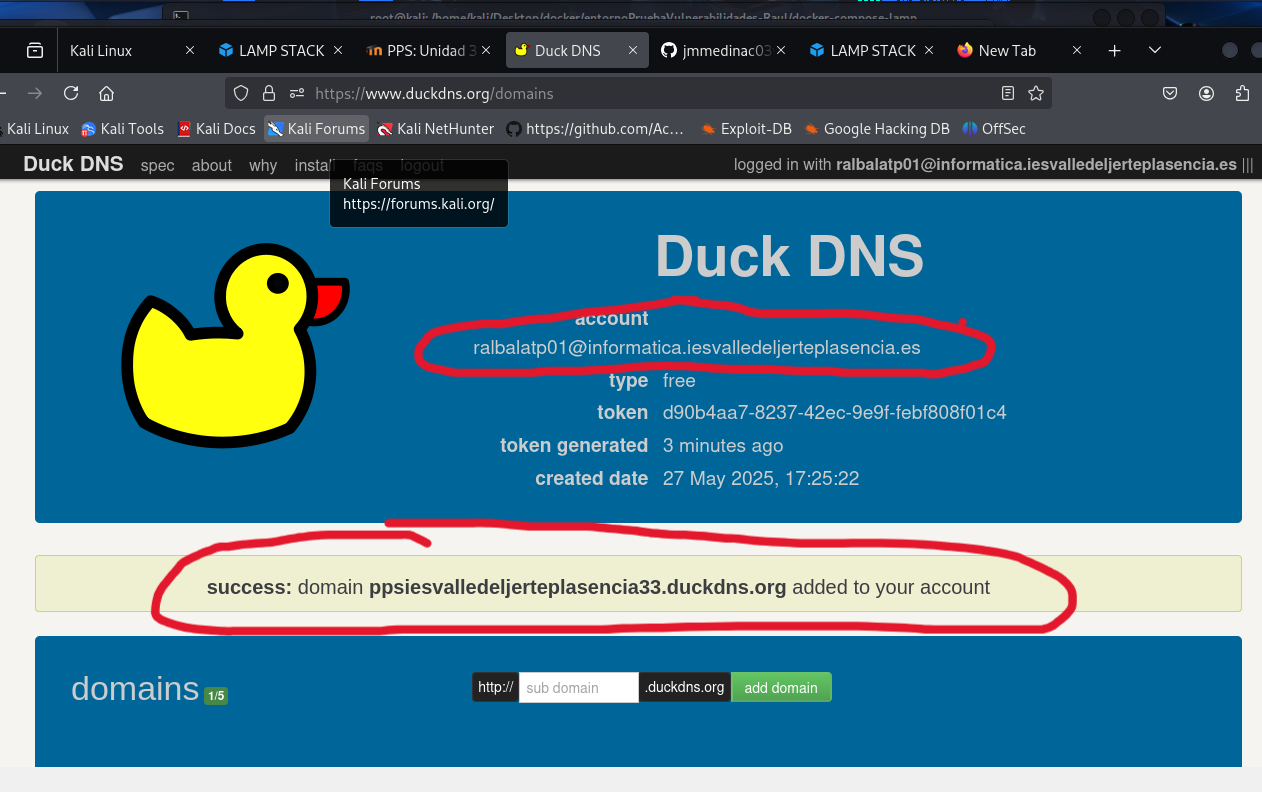 root@kali: /home/kali/Desktop/docker/entornoPruebaVulnerabilidades-Raul/docker-compose-lamp
Kali Linux
LAMP STACK
PPS: Unidad 3
Duck DNS
jmmedinac03
LAMP STACK
New Tab
https://www.duckdns.org/domains
Kali Linux
Kali Tools
Kali Docs
Kali Forums
Kali NetHunter
https://github.com/Ac...
Exploit-DB
Google Hacking DB
OffSec
Duck DNS spec about why install faqs logout
logged in with ralbalatp01@informatica.iesvalledeljerteplasencia.es |||
Kali Forums
https://forums.kali.org/
Duck DNS
account
ralbalatp01@informatica.iesvalledeljerteplasencia.es
type free
token d90b4aa7-8237-42ec-9e9f-febf808f01c4
token generated 3 minutes ago
created date 27 May 2025, 17:25:22
success: domain ppsiesvalledeljerteplasencia33.duckdns.org added to your account
domains 1/5
http:// sub domain .duckdns.org add domain